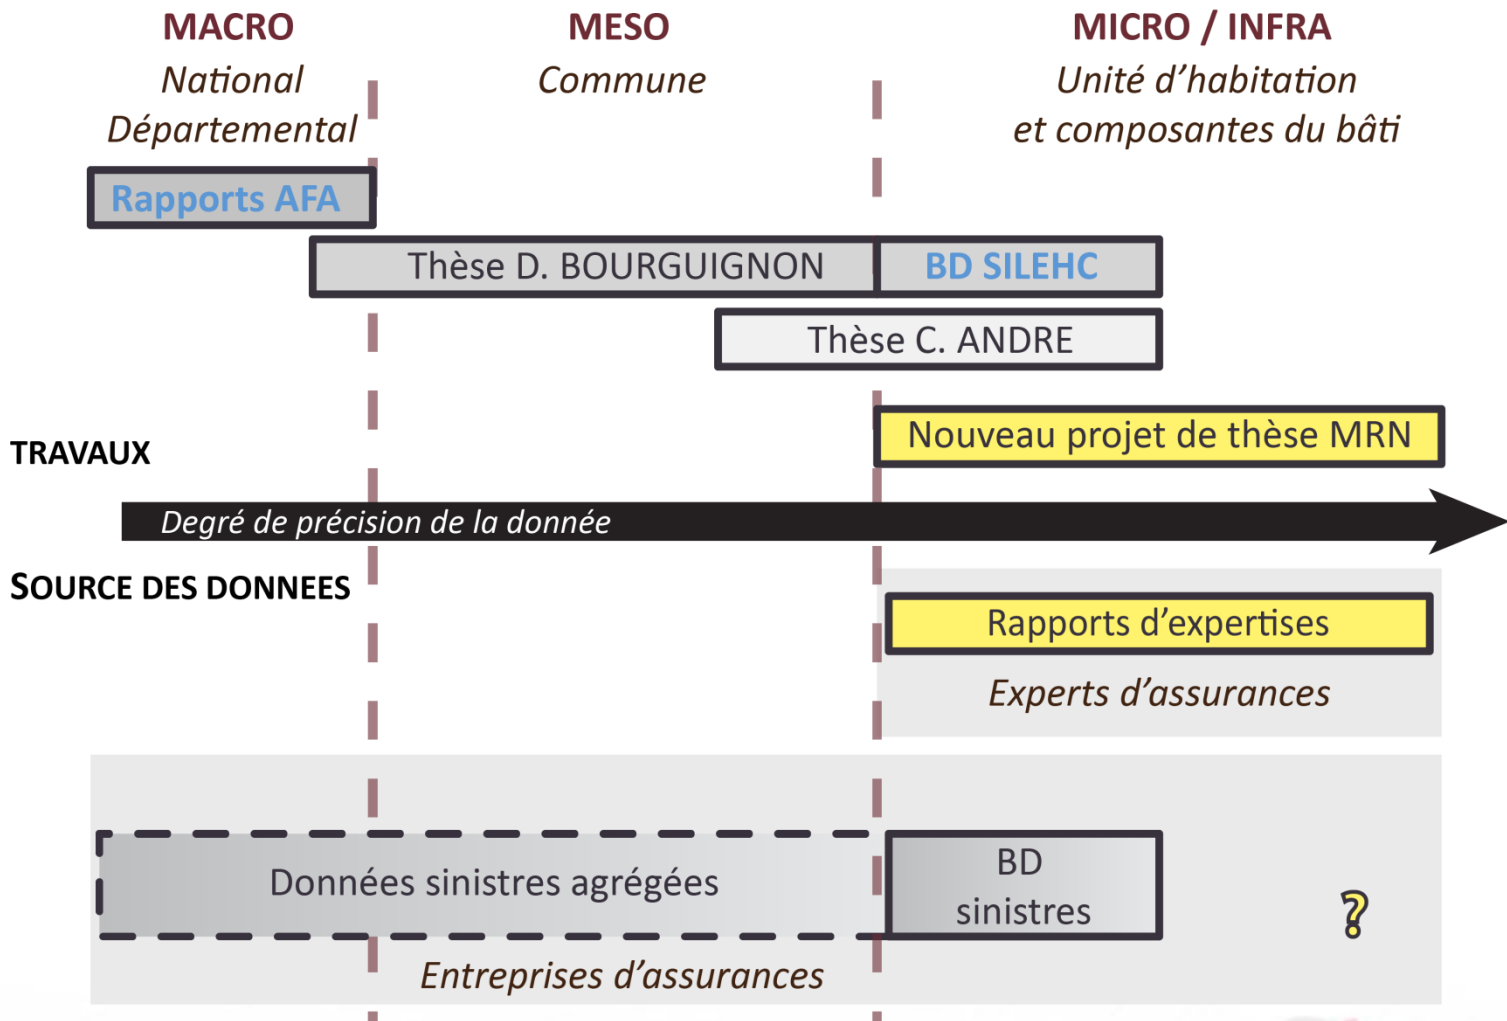 MACRO
MESO
MICRO / INFRA
National
Départemental
Commune
Unité d'habitation
et composantes du bâti
Rapports AFA
Thèse D. BOURGUIGNON
BD SILEHC
Thèse C. ANDRE
Nouveau projet de thèse MRN
TRAVAUX
Degré de précision de la donnée
SOURCE DES DONNEES
Rapports d'expertises
Experts d'assurances
Données sinistres agrégées
BD
sinistres
?
Entreprises d'assurances